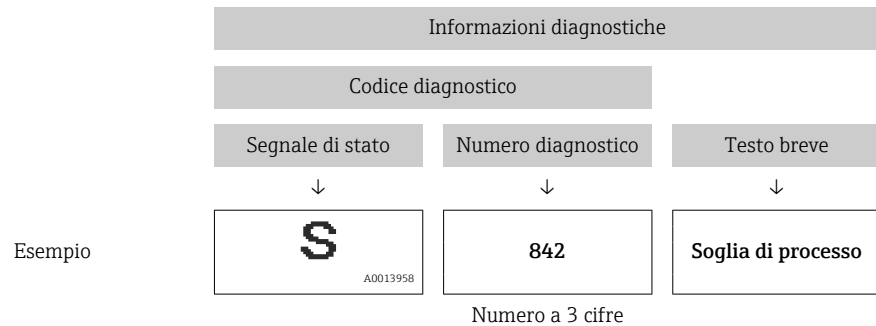 Informazioni diagnostiche
Codice diagnostico
Segnale di stato Numero diagnostico Testo breve
↓ ↓ ↓
Esempio S 842 Soglia di processo
A0013958
Numero a 3 cifre